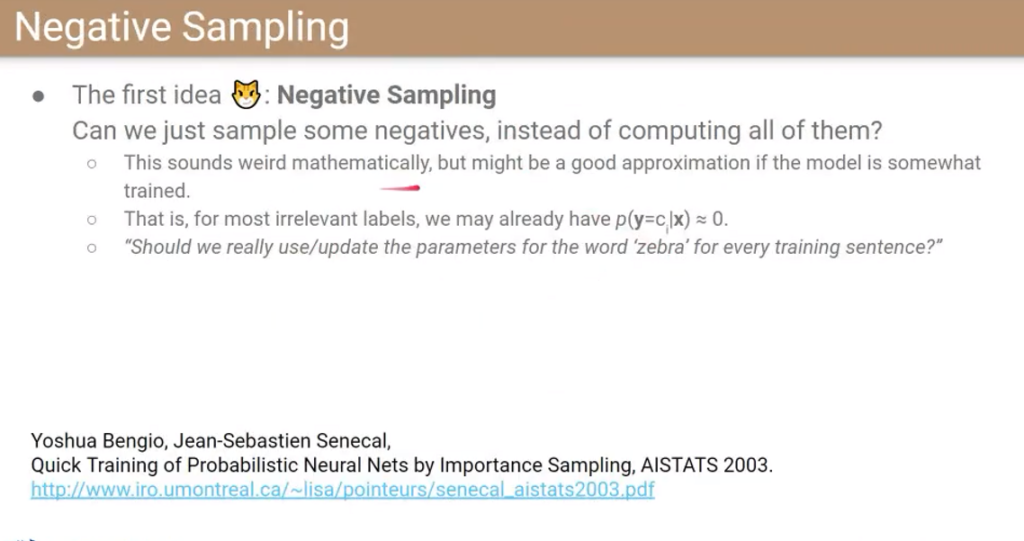 Negative Sampling
● The first idea 🐱: Negative Sampling
Can we just sample some negatives, instead of computing all of them?
○ This sounds weird mathematically, but might be a good approximation if the model is somewhat
trained.
○ That is, for most irrelevant labels, we may already have p(y=cᵢ|x) ≈ 0.
○ “Should we really use/update the parameters for the word ‘zebra’ for every training sentence?”
Yoshua Bengio, Jean-Sebastien Senecal,
Quick Training of Probabilistic Neural Nets by Importance Sampling, AISTATS 2003.
http://www.iro.umontreal.ca/~lisa/pointeurs/senecal_aistats2003.pdf